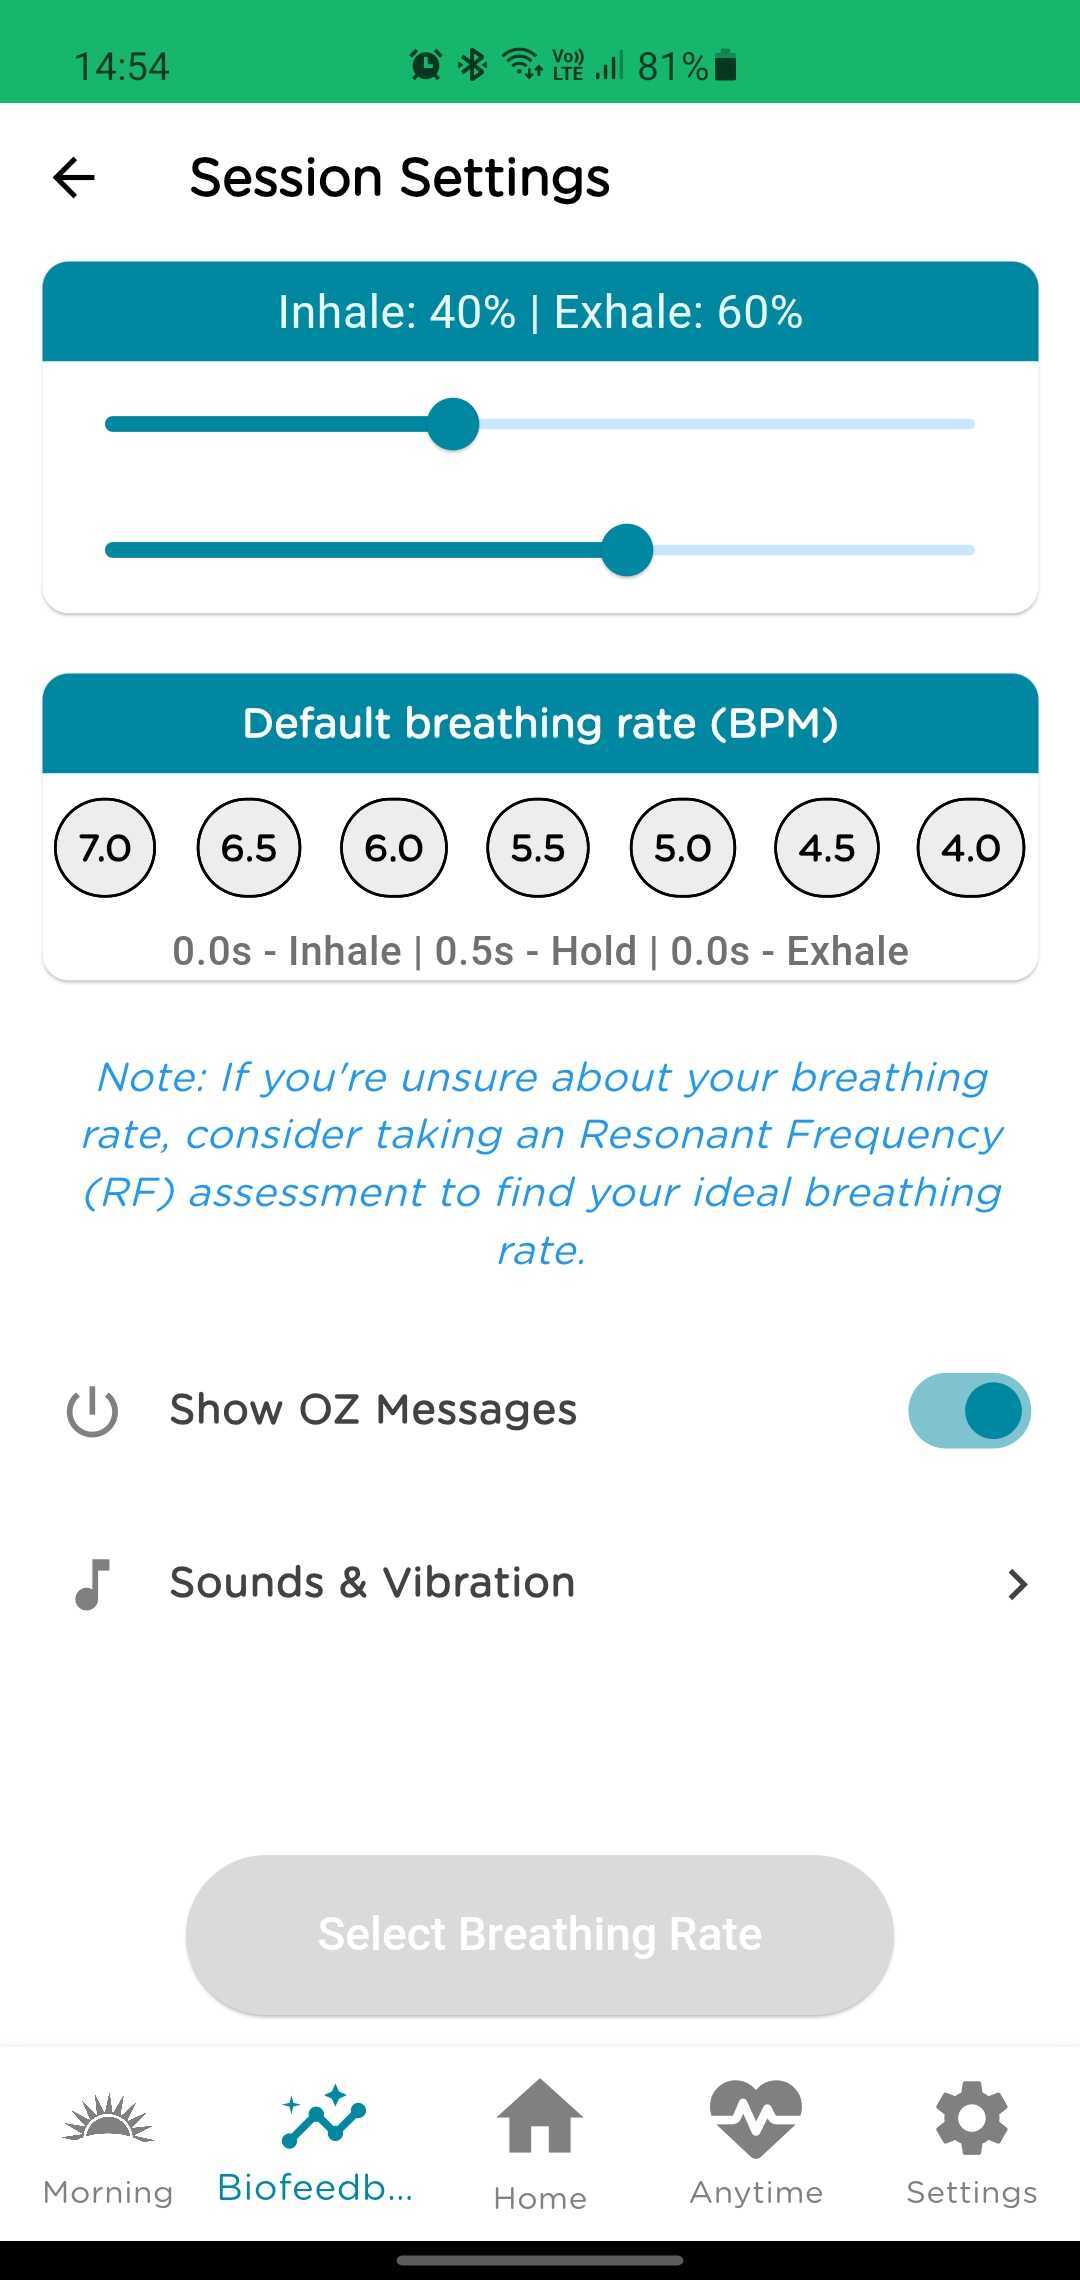 14:54 Vo)) LTE 81%
Session Settings
Inhale: 40% | Exhale: 60%
Default breathing rate (BPM)
7.0 6.5 6.0 5.5 5.0 4.5 4.0
0.0s - Inhale | 0.5s - Hold | 0.0s - Exhale
Note: If you're unsure about your breathing
rate, consider taking an Resonant Frequency
(RF) assessment to find your ideal breathing
rate.
Show OZ Messages
Sounds & Vibration
Select Breathing Rate
Morning Biofeedb... Home Anytime Settings